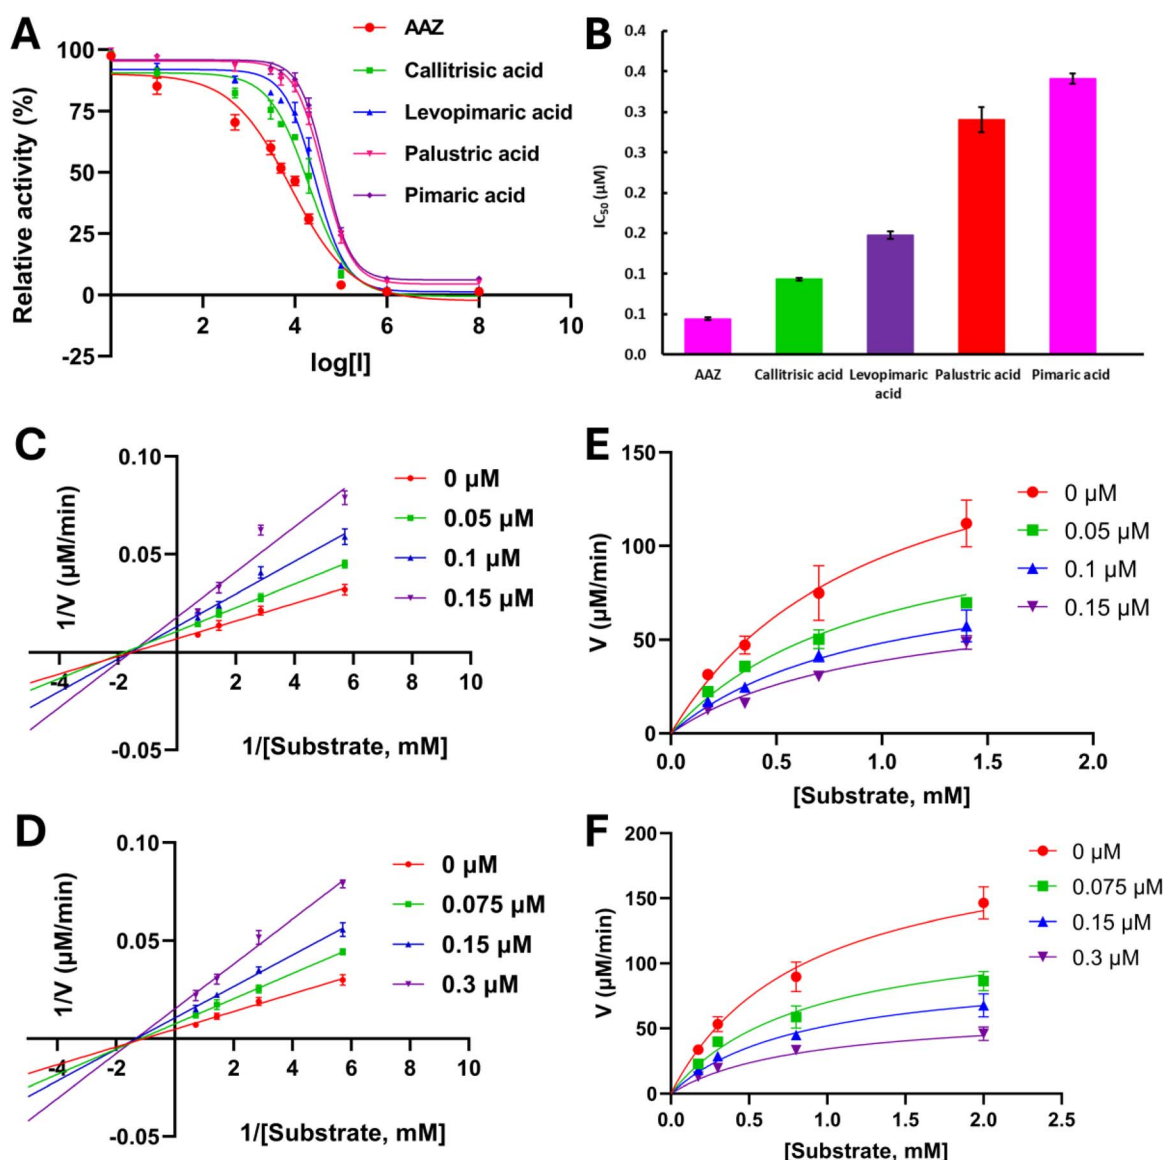 A
100
75
50
25
0
-25
Relative activity (%)
2
4
6
8
10
log[I]
AAZ
Callitrisic acid
Levopimaric acid
Palustric acid
Pimaric acid
B
0.4
0.4
0.3
0.3
0.2
0.2
0.1
0.1
0.0
IC50 (µM)
AAZ
Callitrisic acid
Levopimaric
acid
Palustric acid
Pimaric acid
C
0.10
0.05
-0.05
1/V (µM/min)
-4
-2
2
4
6
8
10
1/[Substrate, mM]
0 µM
0.05 µM
0.1 µM
0.15 µM
E
150
100
50
0
V (µM/min)
0.0
0.5
1.0
1.5
2.0
[Substrate, mM]
0 µM
0.05 µM
0.1 µM
0.15 µM
D
0.10
0.05
-0.05
1/V (µM/min)
-4
-2
2
4
6
8
10
1/[Substrate, mM]
0 µM
0.075 µM
0.15 µM
0.3 µM
F
200
150
100
50
0
V (µM/min)
0.0
0.5
1.0
1.5
2.0
2.5
[Substrate, mM]
0 µM
0.075 µM
0.15 µM
0.3 µM